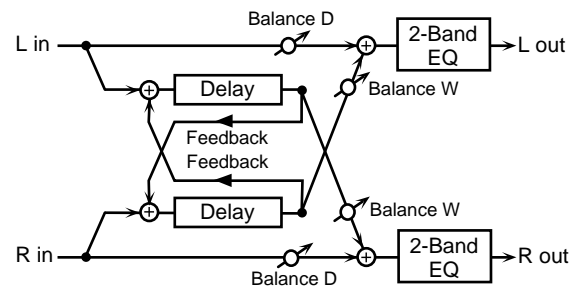 Balance D
L in
2-Band
EQ
L out
Delay
Balance W
Feedback
Feedback
Delay
Balance W
R in
2-Band
EQ
R out
Balance D